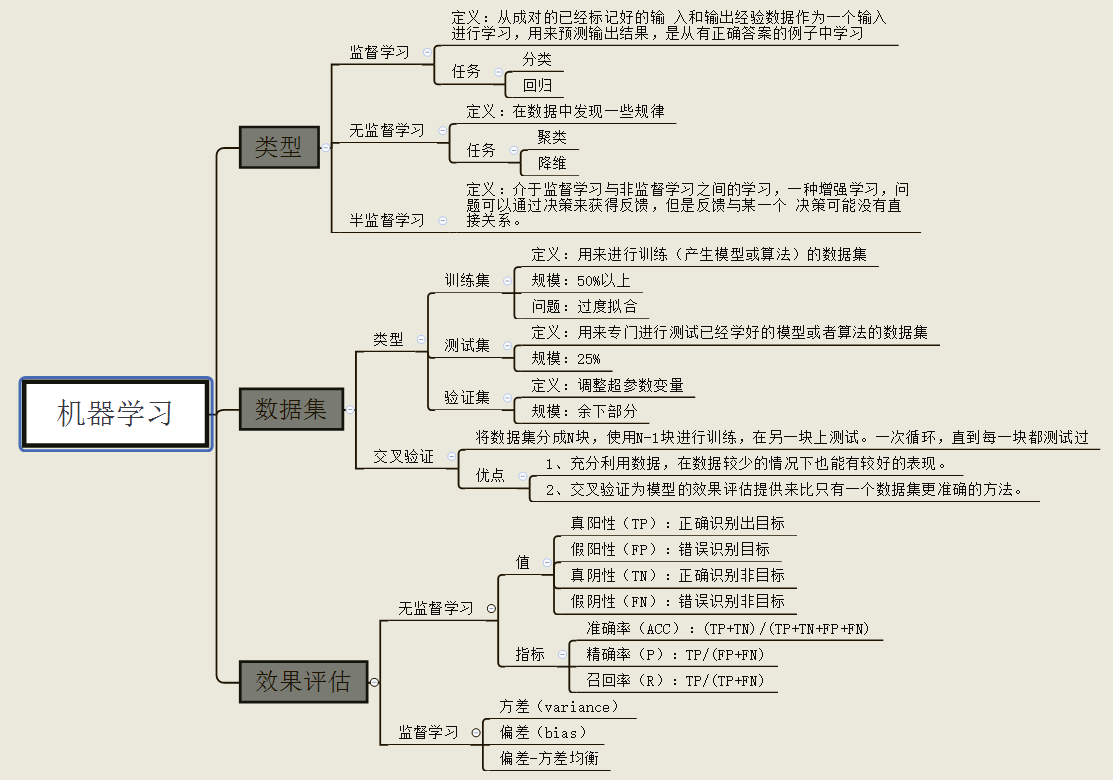 定义：从成对的已经标记好的输 入和输出经验数据作为一个输入
进行学习，用来预测输出结果，是从有正确答案的例子中学习
监督学习
分类
任务
回归
定义：在数据中发现一些规律
无监督学习
聚类
任务
降维
类型
定义：介于监督学习与非监督学习之间的学习，一种增强学习，问
题可以通过决策来获得反馈，但是反馈与某一个 决策可能没有直
接关系。
半监督学习
定义：用来进行训练（产生模型或算法）的数据集
训练集
规模：50%以上
问题：过度拟合
类型
定义：用来专门进行测试已经学好的模型或者算法的数据集
测试集
规模：25%
定义：调整超参数变量
验证集
规模：余下部分
机器学习
数据集
将数据集分成N块，使用N-1块进行训练，在另一块上测试。一次循环，直到每一块都测试过
交叉验证
1、充分利用数据，在数据较少的情况下也能有较好的表现。
优点
2、交叉验证为模型的效果评估提供来比只有一个数据集更准确的方法。
真阳性（TP）：正确识别出目标
假阳性（FP）：错误识别目标
值
真阴性（TN）：正确识别非目标
假阴性（FN）：错误识别非目标
无监督学习
准确率（ACC）：(TP+TN)/(TP+TN+FP+FN)
指标
精确率（P）：TP/(FP+FN)
召回率（R）：TP/(TP+FN)
效果评估
方差（variance）
监督学习
偏差（bias）
偏差-方差均衡